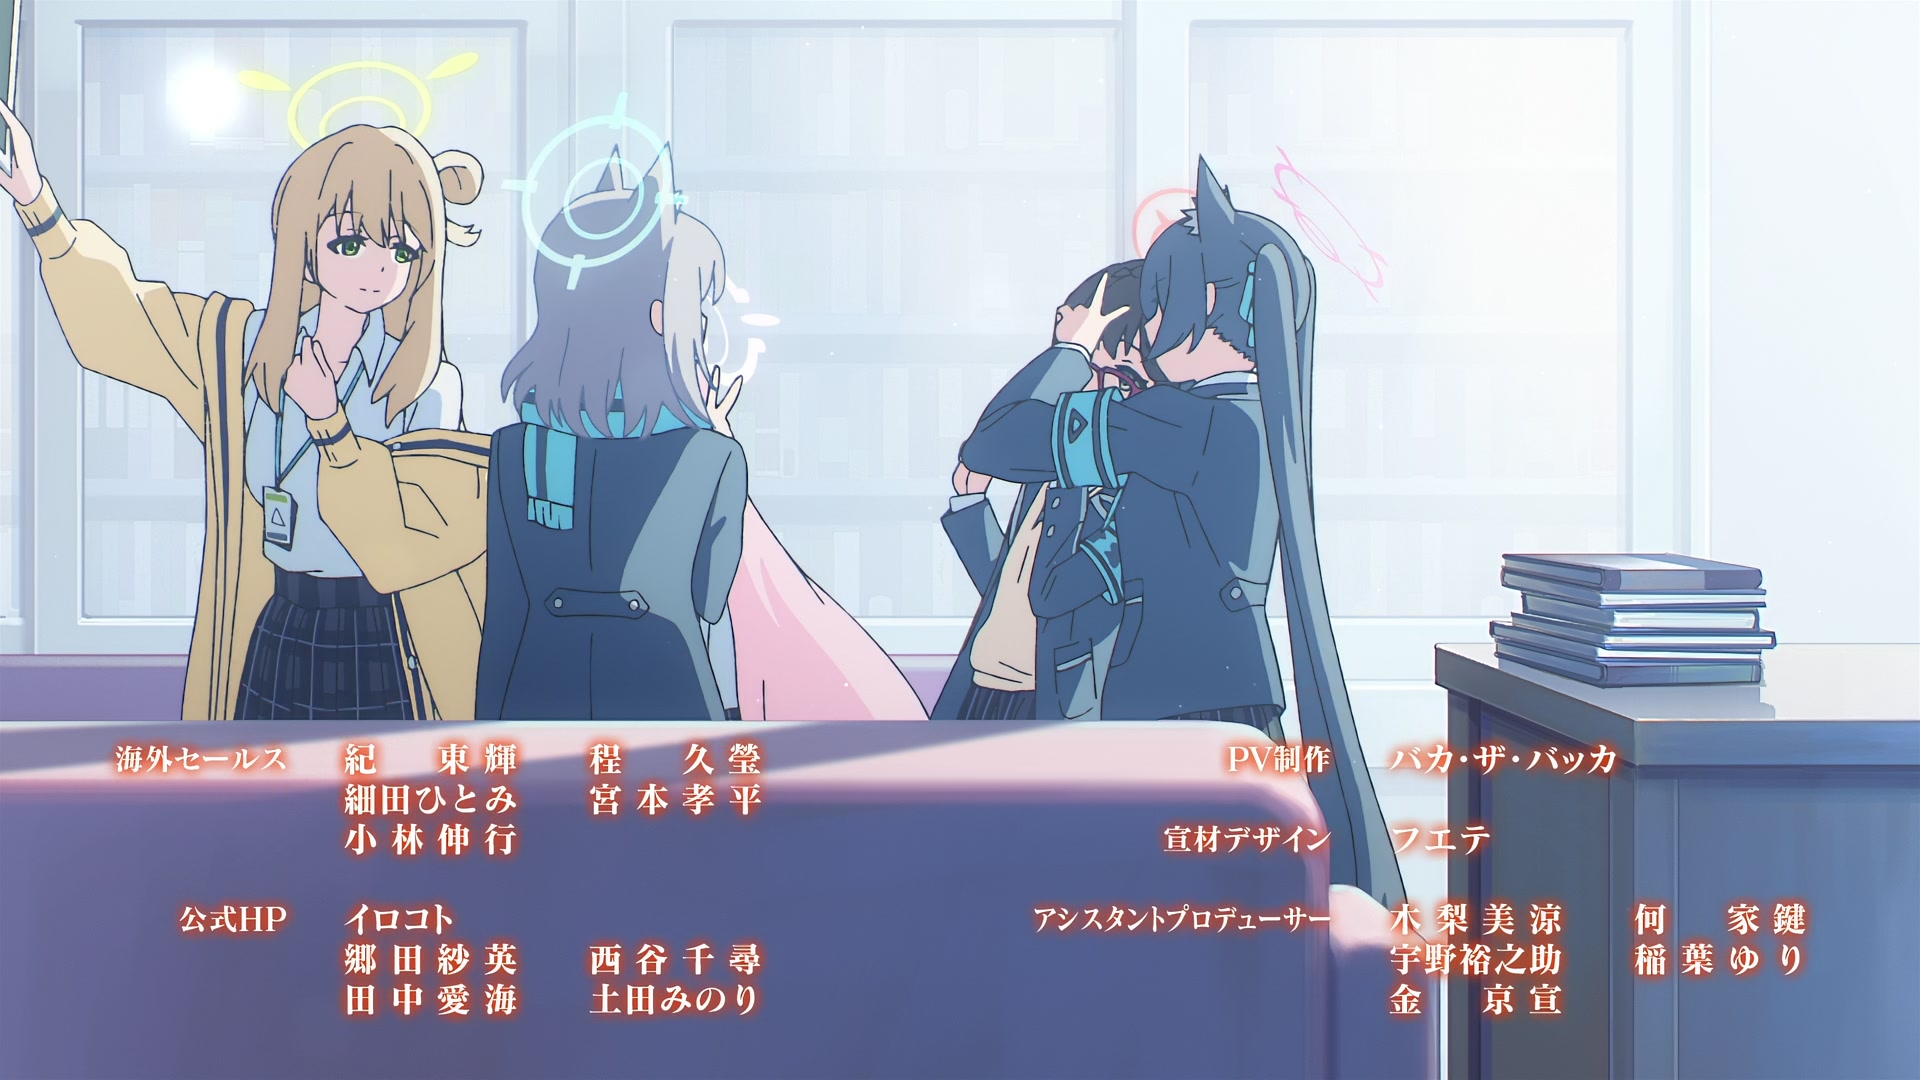 海外セールス 紀東輝 程久瑩
細田ひとみ 宮本孝平
小林伸行
公式HP イロコト
郷田紗英 西谷千尋
田中愛海 土田みのり
PV制作 バカ・ザ・バッカ
宣材デザイン フエテ
アシスタントプロデューサー 木梨美涼 何家鍵
宇野裕之助 稲葉ゆり
金京宣